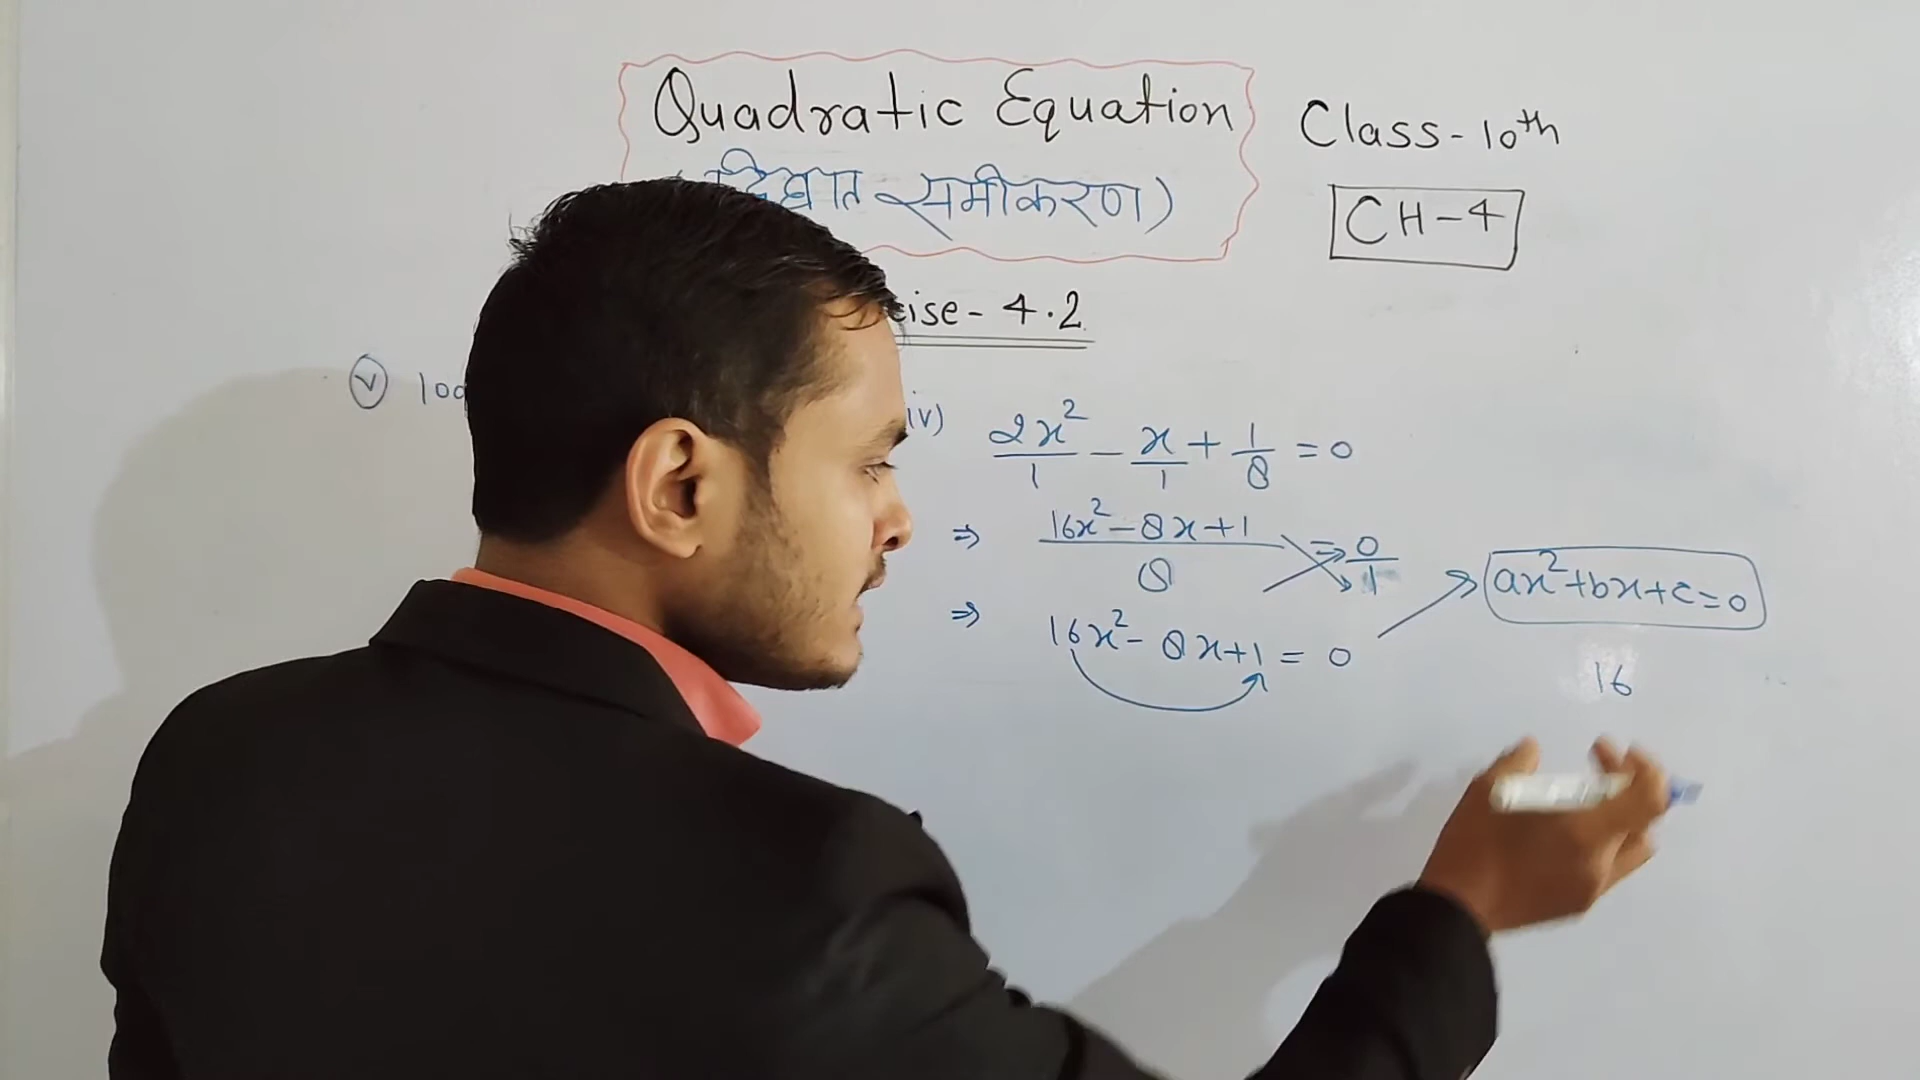 Quadratic Equation
Class-10th
समीकरण)
CH-4
4.2
(v)
iv) 2x²/1 - x/1 + 1/8 = 0
⇒ (16x² - 8x + 1)/8 = 0/1
ax²+bx+c=0
⇒ 16x² - 8x + 1 = 0
16